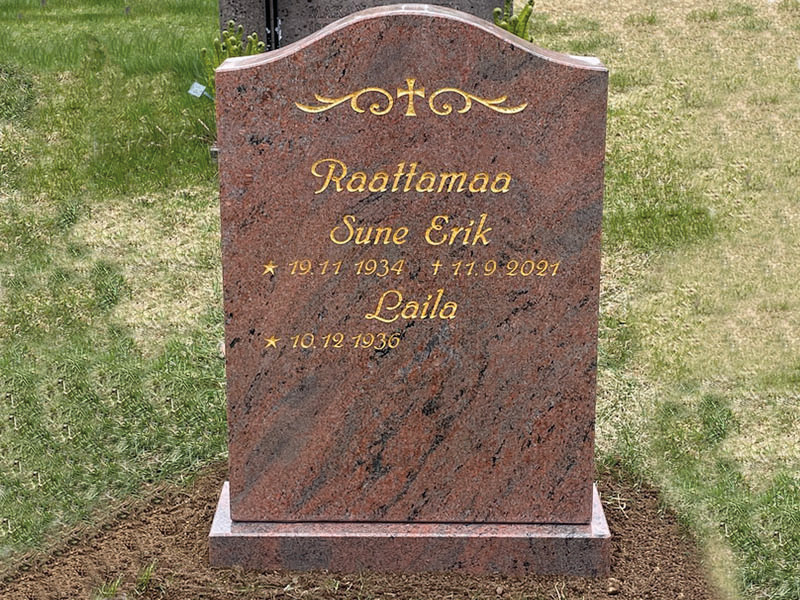 Raattamaa
Sune Erik
★ 19.11 1934 ✝ 11.9 2021
Laila
★ 10.12 1936